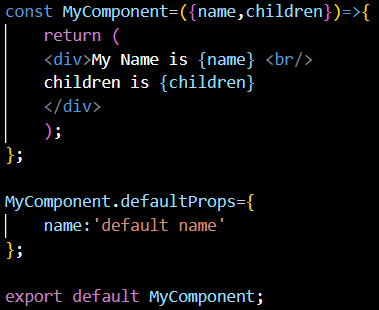 const MyComponent=({name,children})=>{
return (
<div>My Name is {name} <br/>
children is {children}
</div>
);
};
MyComponent.defaultProps={
name:'default name'
};
export default MyComponent;